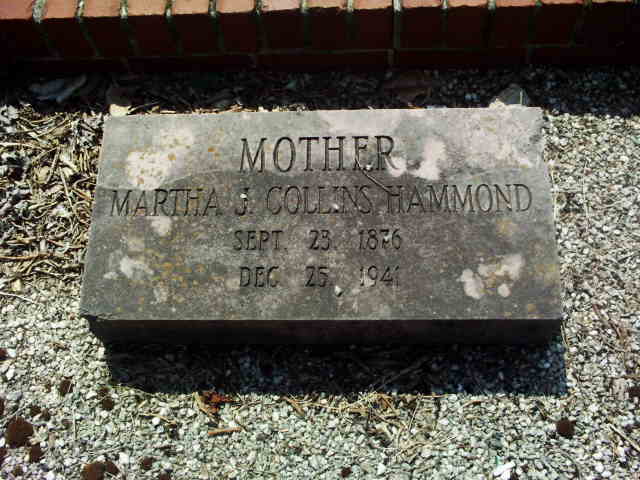 MOTHER
MARTHA J. COLLINS HAMMOND
SEPT. 23. 1876
DEC 25 1941